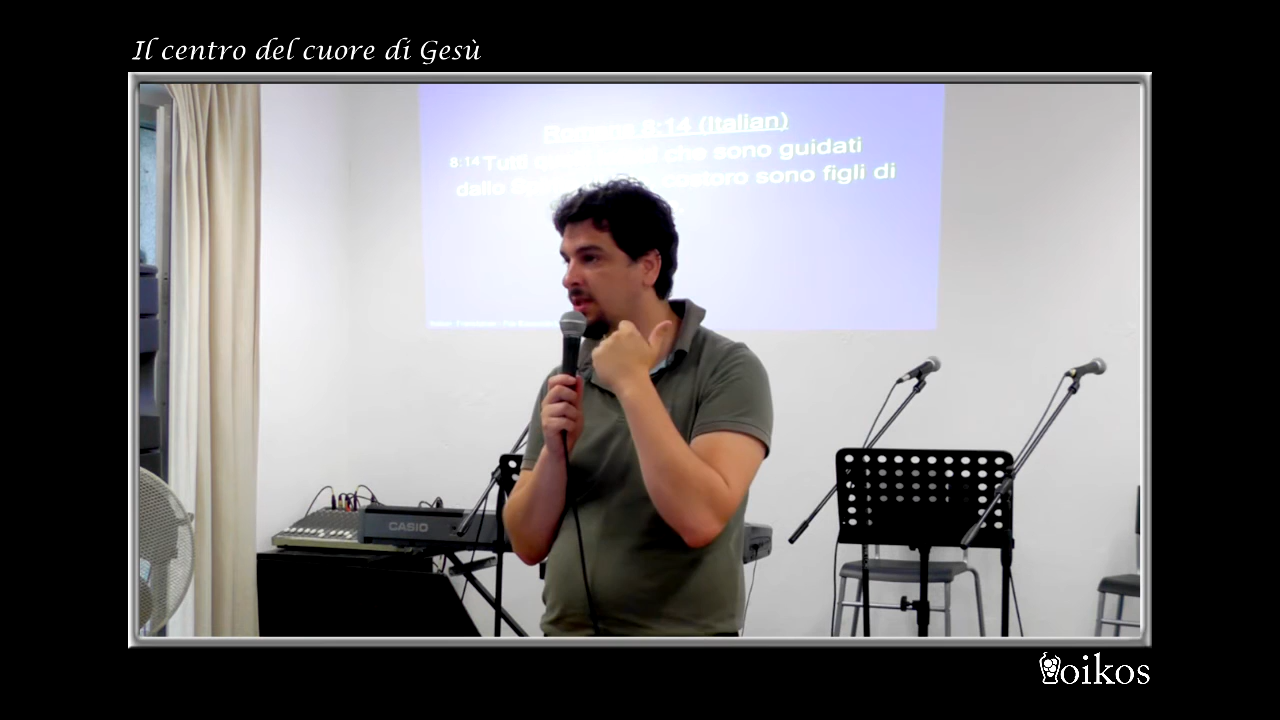 Il centro del cuore di Gesù
8:14 (Italian)
8:14 Tutti che sono guidati
dallo costoro sono figli di
CASIO
oikos